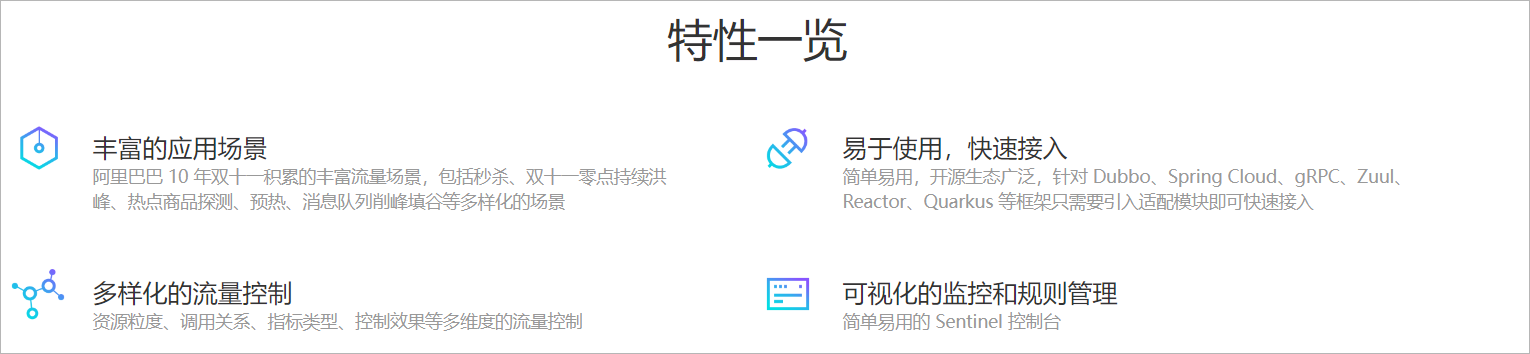 特性一览
丰富的应用场景
阿里巴巴 10 年双十一积累的丰富流量场景，包括秒杀、双十一零点持续洪
峰、热点商品探测、预热、消息队列削峰填谷等多样化的场景
易于使用，快速接入
简单易用，开源生态广泛，针对 Dubbo、Spring Cloud、gRPC、Zuul、
Reactor、Quarkus 等框架只需要引入适配模块即可快速接入
多样化的流量控制
资源粒度、调用关系、指标类型、控制效果等多维度的流量控制
可视化的监控和规则管理
简单易用的 Sentinel 控制台